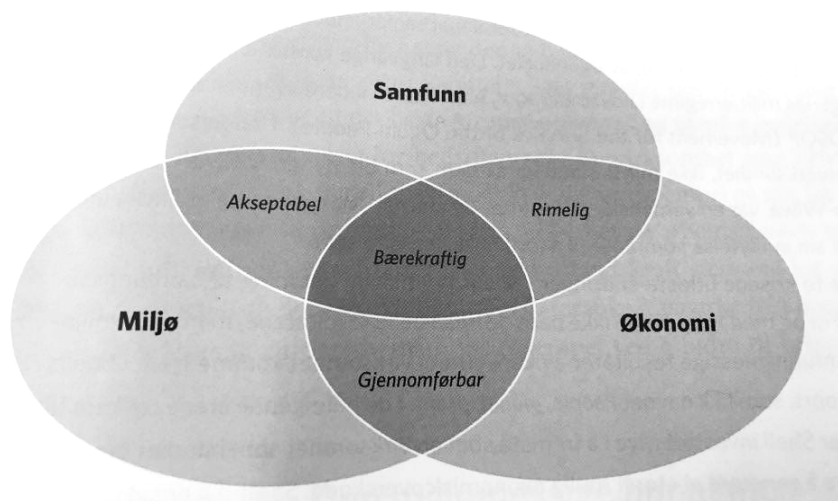 Samfunn
Akseptabel
Rimelig
Bærekraftig
Miljø
Økonomi
Gjennomførbar